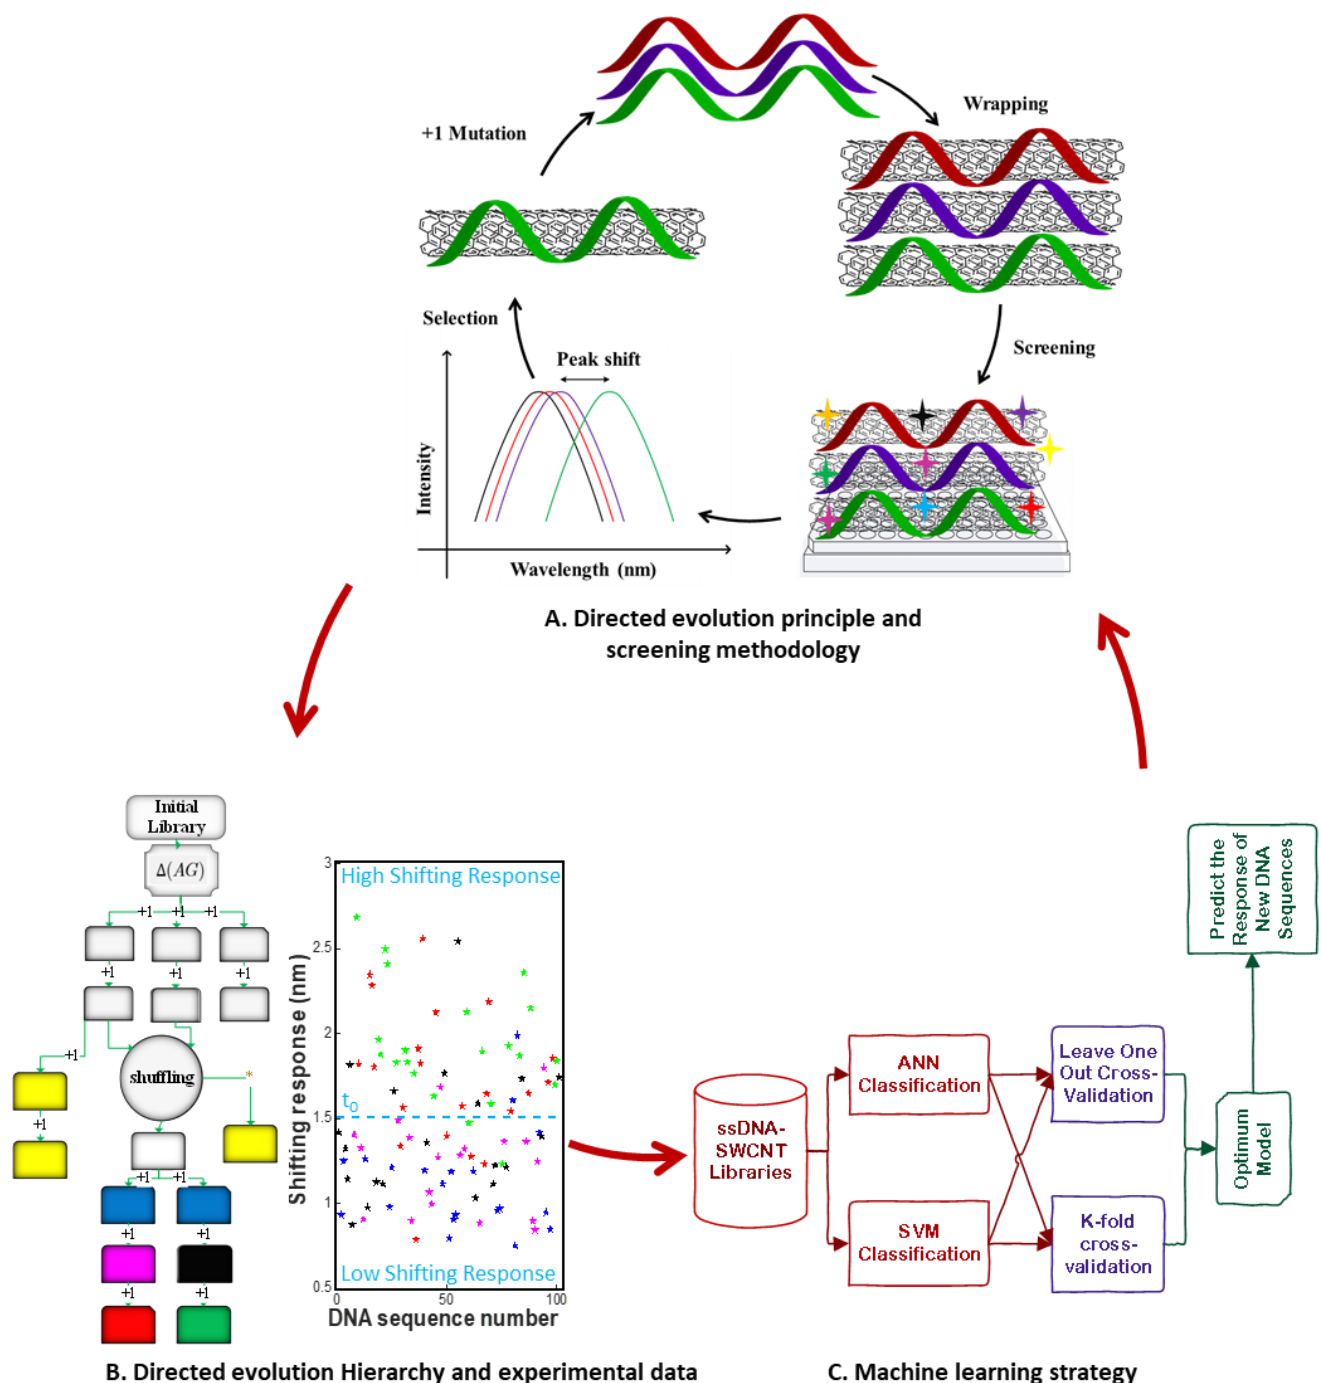 +1 Mutation
Wrapping
Selection
Screening
Peak shift
Intensity
Wavelength (nm)
A. Directed evolution principle and
screening methodology
Initial
Library
Δ(AG)
+1 +1 +1
+1 +1
shuffling
+1
*
+1
+1 +1
+1 +1
+1 +1
High Shifting Response
t0
Low Shifting Response
Shifting response (nm)
3
2.5
2
1.5
1
0.5
0 50 100
DNA sequence number
B. Directed evolution Hierarchy and experimental data
ssDNA-
SWCNT
Libraries
ANN
Classification
SVM
Classification
Leave One
Out Cross-
Validation
K-fold
cross-
validation
Optimum
Model
Predict the
Response of
New DNA
Sequences
C. Machine learning strategy